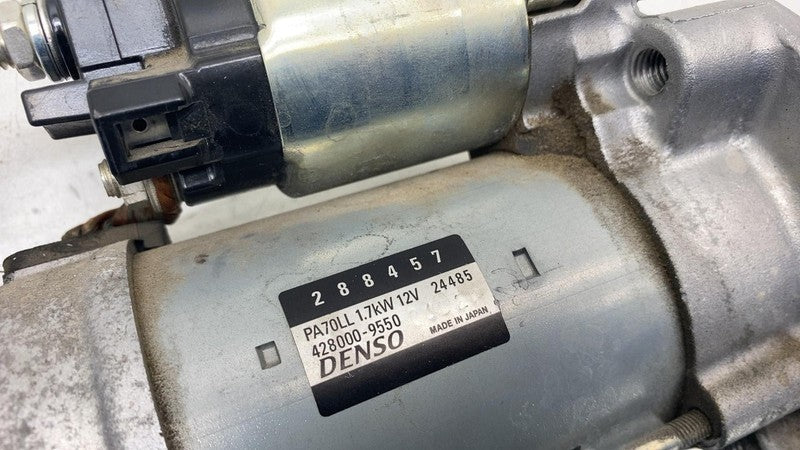 288457
PA70LL 1.7kW 12V 24485
428000-9550
DENSO MADE IN JAPAN